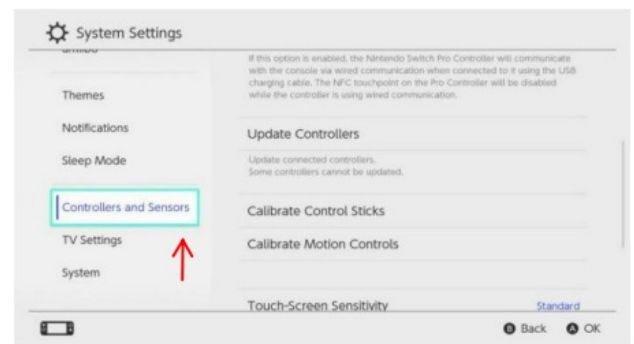 System Settings
amiibo
Themes
Notifications
Sleep Mode
Controllers and Sensors
TV Settings
System
If this option is enabled, the Nintendo Switch Pro Controller will communicate
with the console via wired communication when connected to it using the USB
charging cable. The NFC touchpoint on the Pro Controller will be disabled
while the controller is using wired communication.
Update Controllers
Update connected controllers.
Some controllers cannot be updated.
Calibrate Control Sticks
Calibrate Motion Controls
Touch-Screen Sensitivity
Standard
B Back A OK